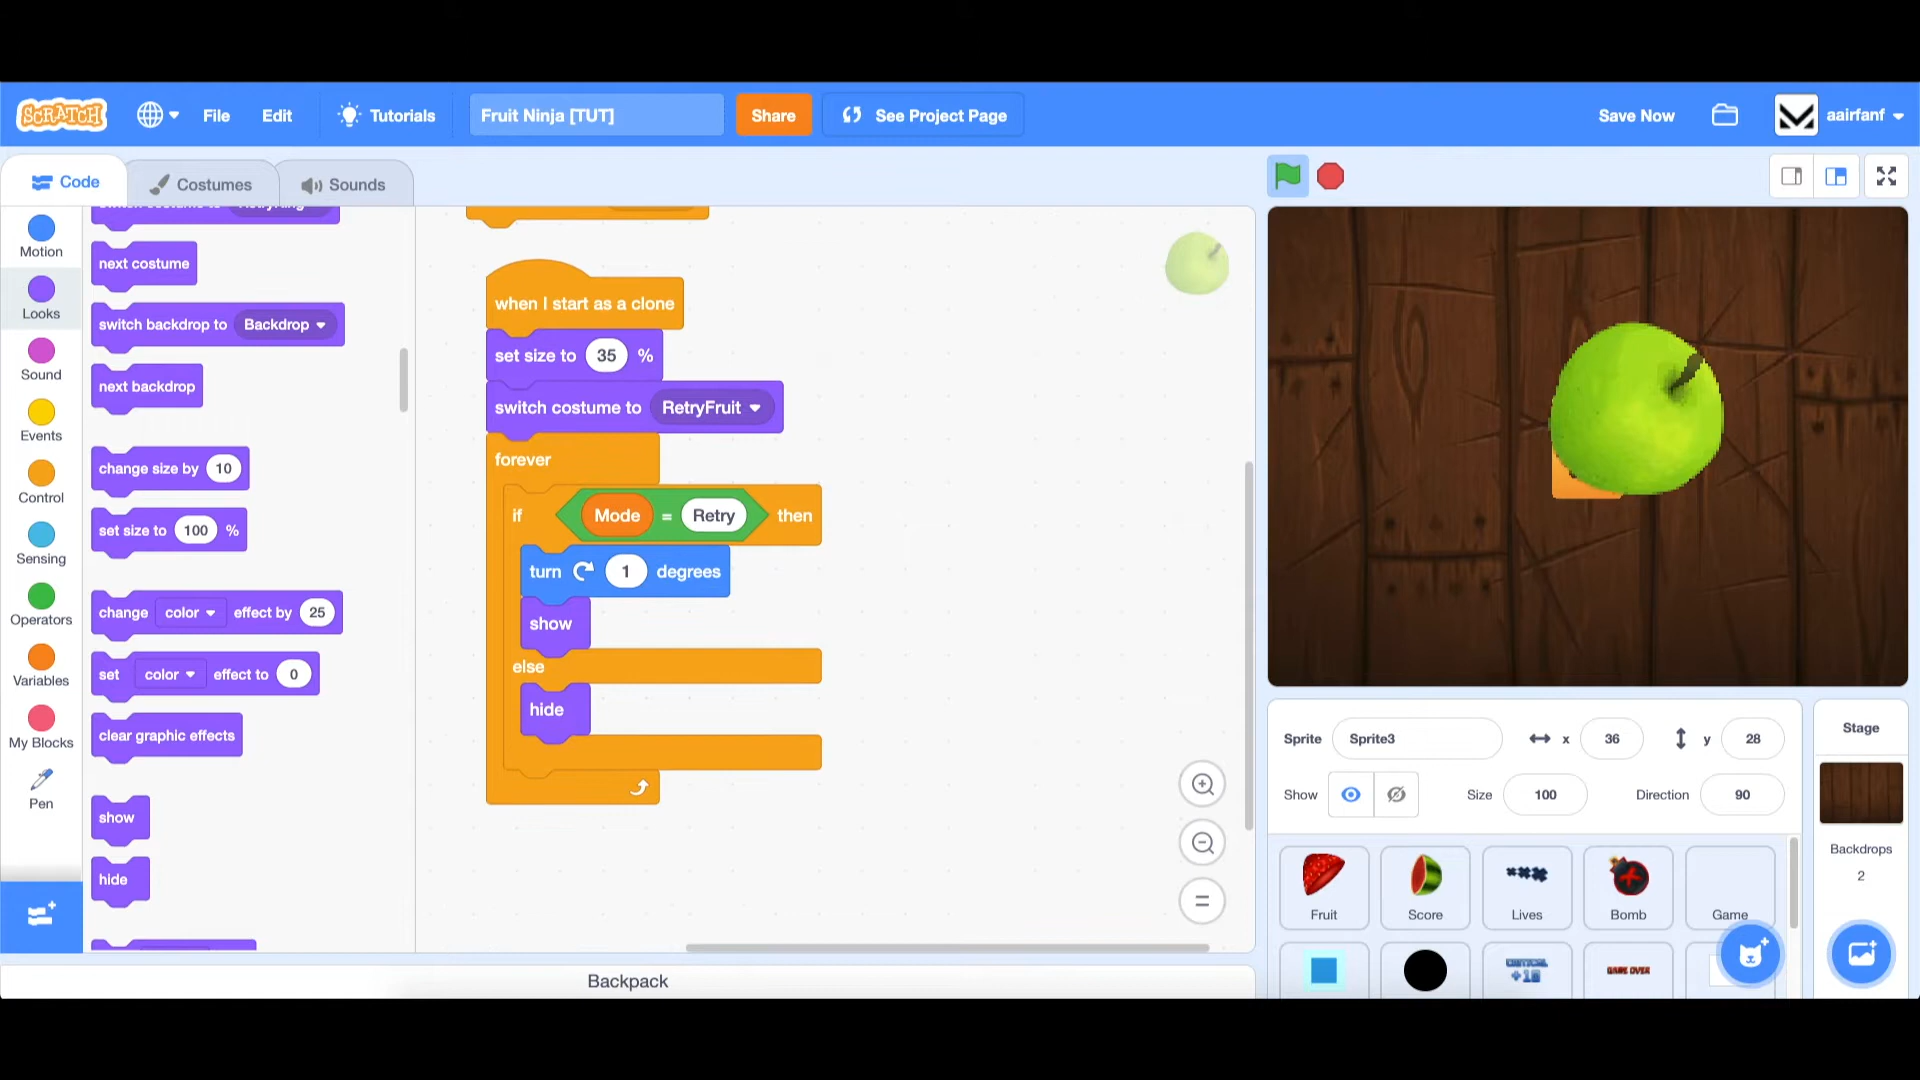 SCRATCH File Edit Tutorials Fruit Ninja [TUT] Share See Project Page Save Now aairfanf
Code Costumes Sounds
Motion
Looks
Sound
Events
Control
Sensing
Operators
Variables
My Blocks
Pen
next costume
switch backdrop to Backdrop
next backdrop
change size by 10
set size to 100 %
change color effect by 25
set color effect to 0
clear graphic effects
show
hide
when I start as a clone
set size to 35 %
switch costume to RetryFruit
forever
if Mode = Retry then
turn 1 degrees
show
else
hide
Backpack
Sprite Sprite3 x 36 y 28
Show Size 100 Direction 90
Fruit Score Lives Bomb Game
CRITICAL +10 GAME OVER
Stage
Backdrops
2